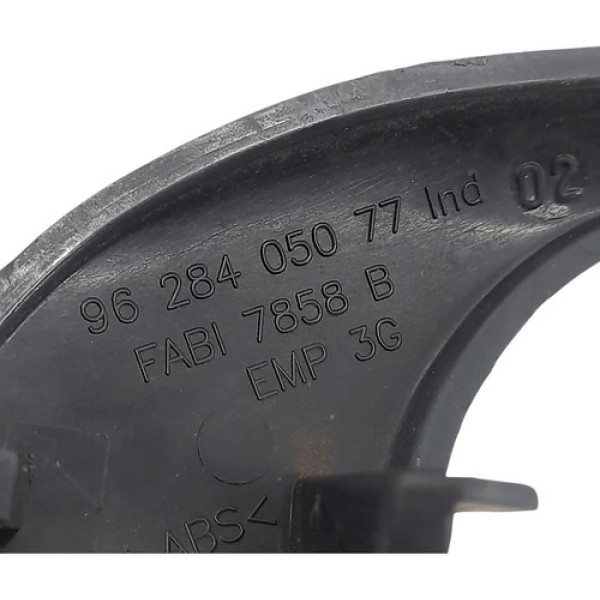 96 284 050 77 Ind 02
FABI 7858 B
EMP 3G
ABS<